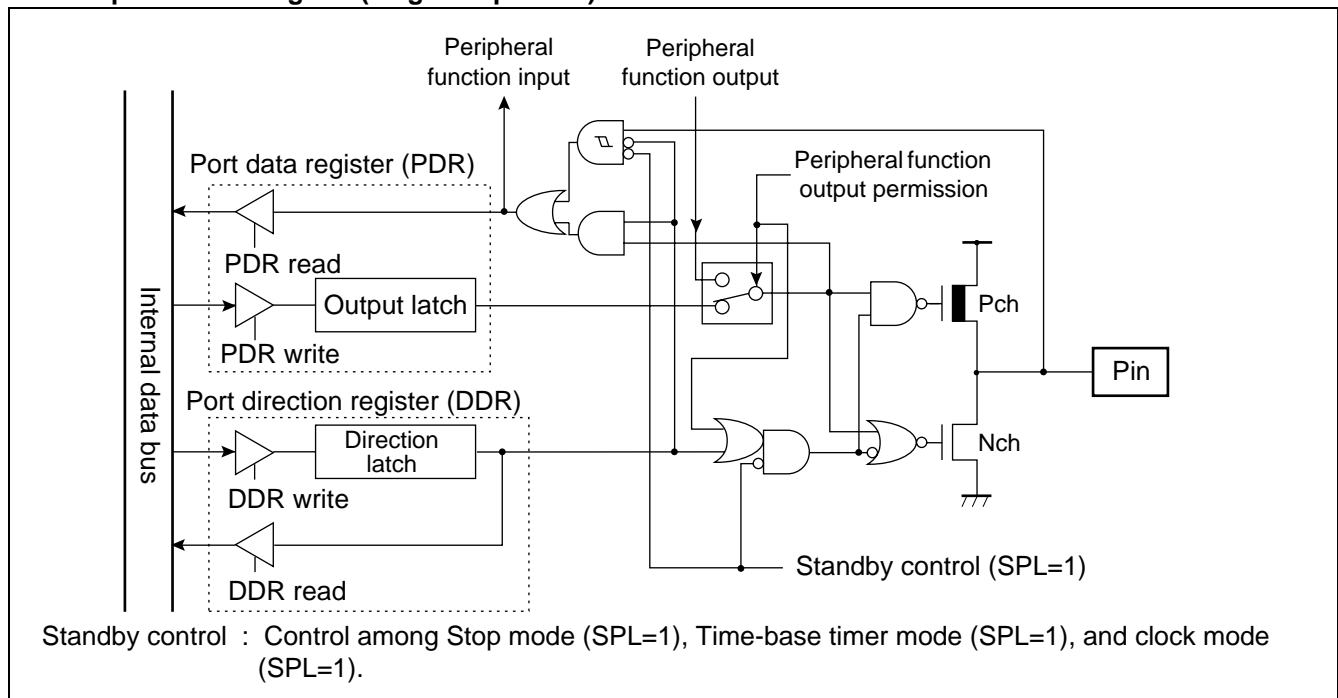 Peripheral
function input
Peripheral
function output
Port data register (PDR)
Peripheral function
output permission
PDR read
Output latch
PDR write
Pch
Pin
Port direction register (DDR)
Direction
latch
Nch
DDR write
DDR read
Internal data bus
Standby control (SPL=1)
Standby control : Control among Stop mode (SPL=1), Time-base timer mode (SPL=1), and clock mode
(SPL=1).